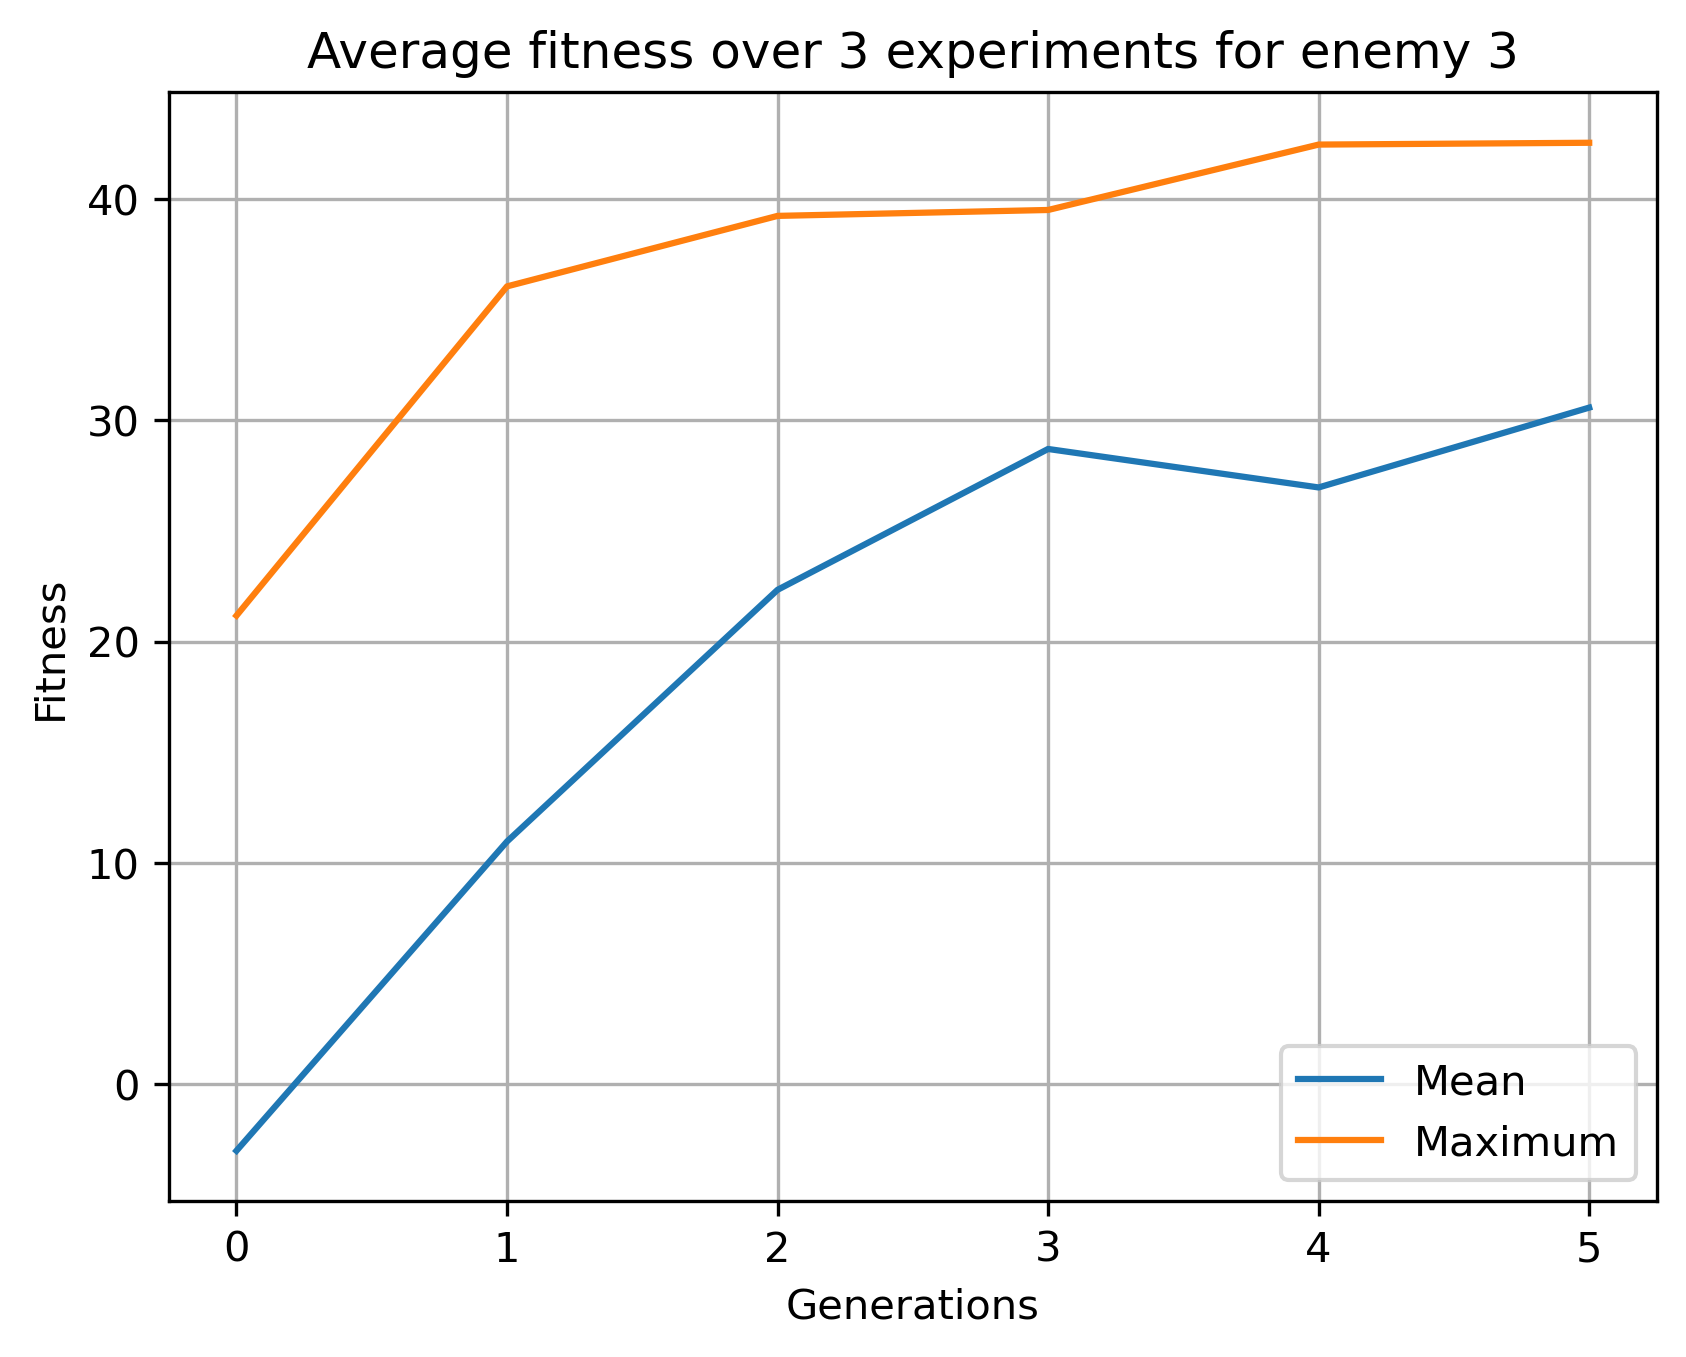 Average fitness over 3 experiments for enemy 3
40
30
20
10
0
Fitness
Mean
Maximum
0 1 2 3 4 5
Generations